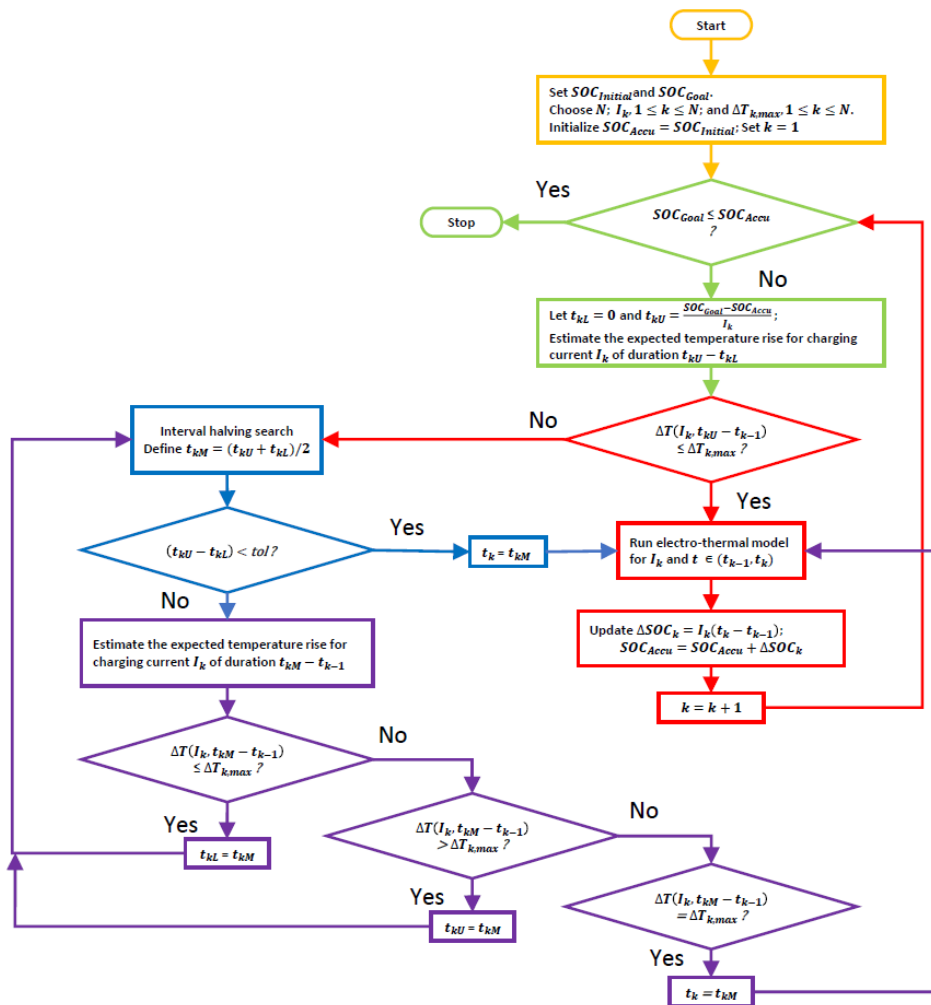 Start
Set SOC_Initial and SOC_Goal.
Choose N; I_k, 1 ≤ k ≤ N; and ΔT_k,max, 1 ≤ k ≤ N.
Initialize SOC_Accu = SOC_Initial; Set k = 1
Yes
SOC_Goal ≤ SOC_Accu
?
Stop
No
Let t_kL = 0 and t_kU = (SOC_Goal−SOC_Accu)/I_k ;
Estimate the expected temperature rise for charging
current I_k of duration t_kU − t_kL
No
ΔT(I_k, t_kU − t_k−1)
≤ ΔT_k,max ?
Yes
Interval halving search
Define t_kM = (t_kU + t_kL)/2
(t_kU − t_kL) < tol ?
Yes
t_k = t_kM
Run electro-thermal model
for I_k and t ∈ (t_k−1, t_k)
No
Estimate the expected temperature rise for
charging current I_k of duration t_kM − t_k−1
Update ΔSOC_k = I_k(t_k − t_k−1);
SOC_Accu = SOC_Accu + ΔSOC_k
k = k + 1
ΔT(I_k, t_kM − t_k−1)
≤ ΔT_k,max ?
No
Yes
t_kL = t_kM
ΔT(I_k, t_kM − t_k−1)
> ΔT_k,max ?
No
Yes
t_kU = t_kM
ΔT(I_k, t_kM − t_k−1)
= ΔT_k,max ?
Yes
t_k = t_kM